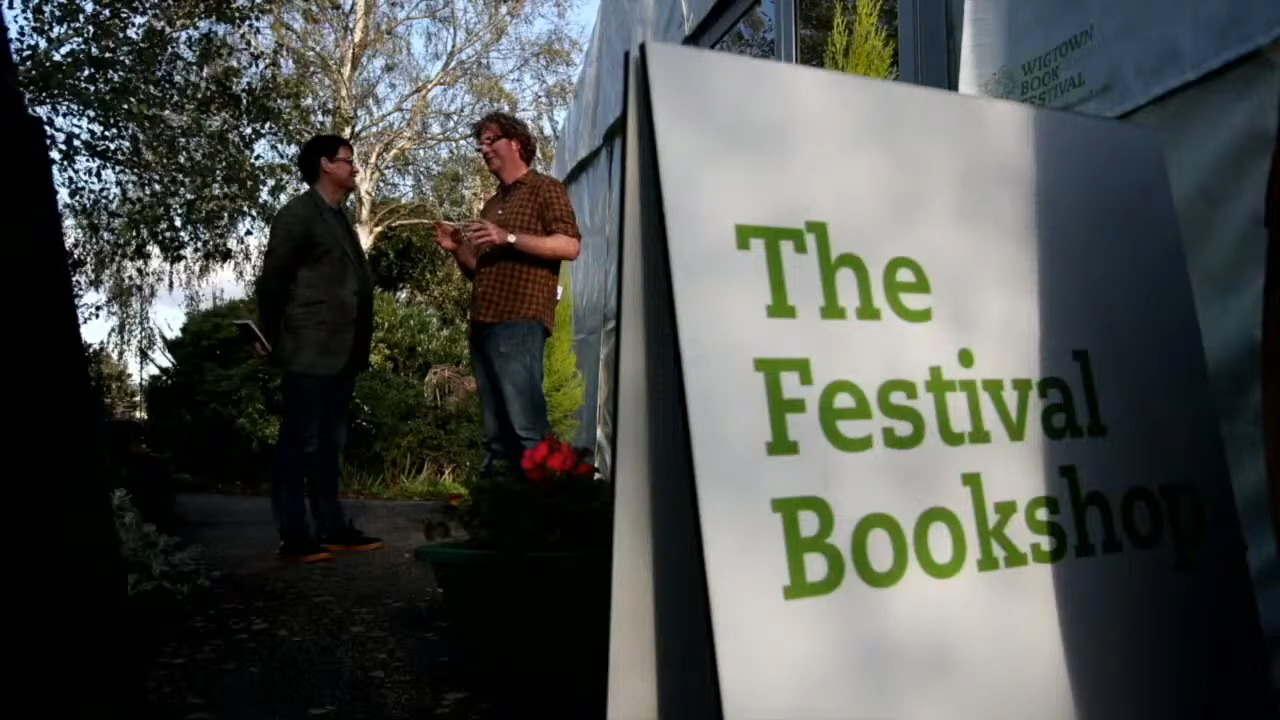 WIGTOWN
BOOK
FESTIVAL
The
Festival
Bookshop